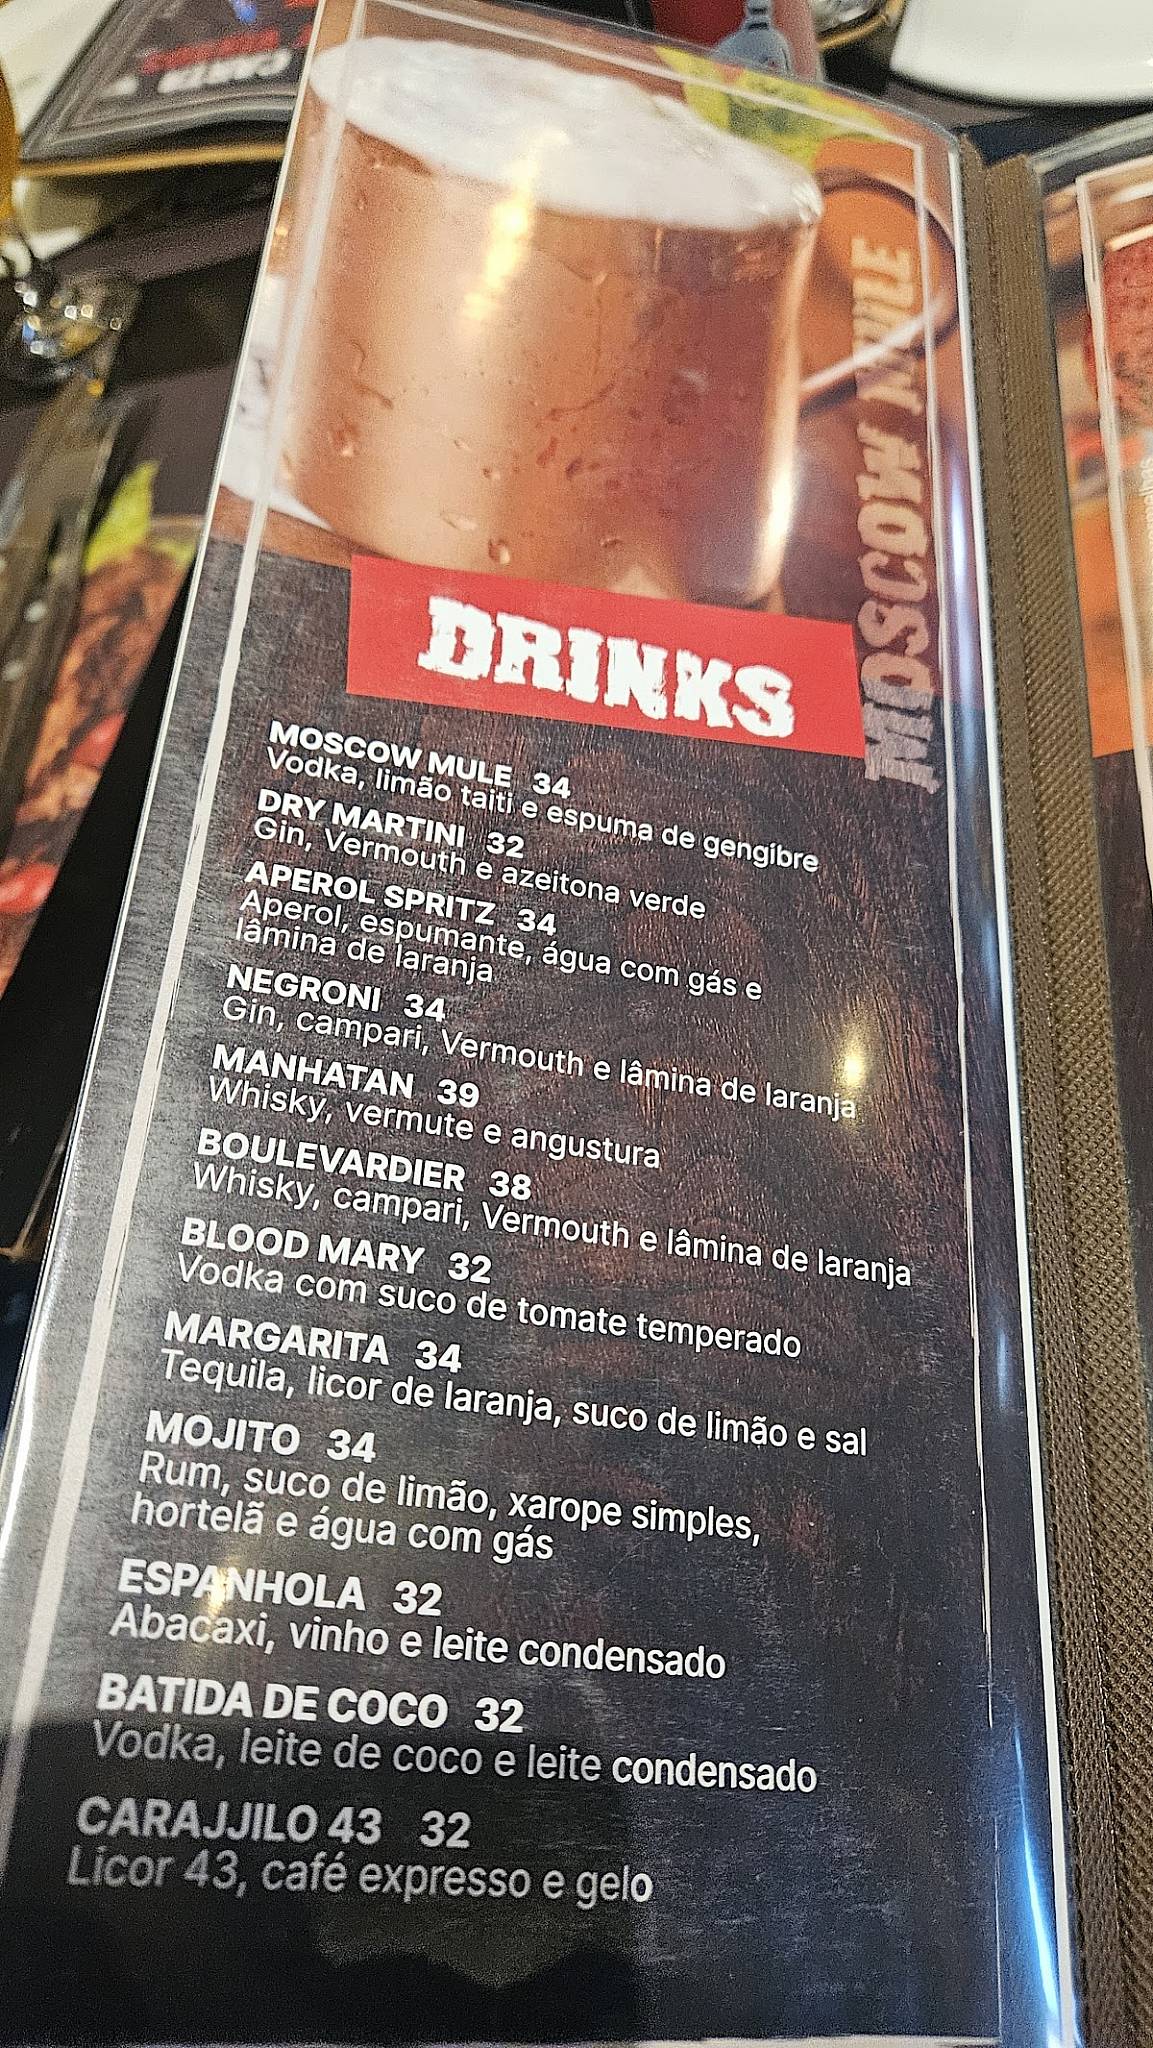 CARTA
MOSCOW MULE
DRINKS
MOSCOW MULE 34
Vodka, limão taiti e espuma de gengibre
DRY MARTINI 32
Gin, Vermouth e azeitona verde
APEROL SPRITZ 34
Aperol, espumante, água com gás e
lâmina de laranja
NEGRONI 34
Gin, campari, Vermouth e lâmina de laranja
MANHATAN 39
Whisky, vermute e angustura
BOULEVARDIER 38
Whisky, campari, Vermouth e lâmina de laranja
BLOOD MARY 32
Vodka com suco de tomate temperado
MARGARITA 34
Tequila, licor de laranja, suco de limão e sal
MOJITO 34
Rum, suco de limão, xarope simples,
hortelã e água com gás
ESPANHOLA 32
Abacaxi, vinho e leite condensado
BATIDA DE COCO 32
Vodka, leite de coco e leite condensado
CARAJJILO 43 32
Licor 43, café expresso e gelo